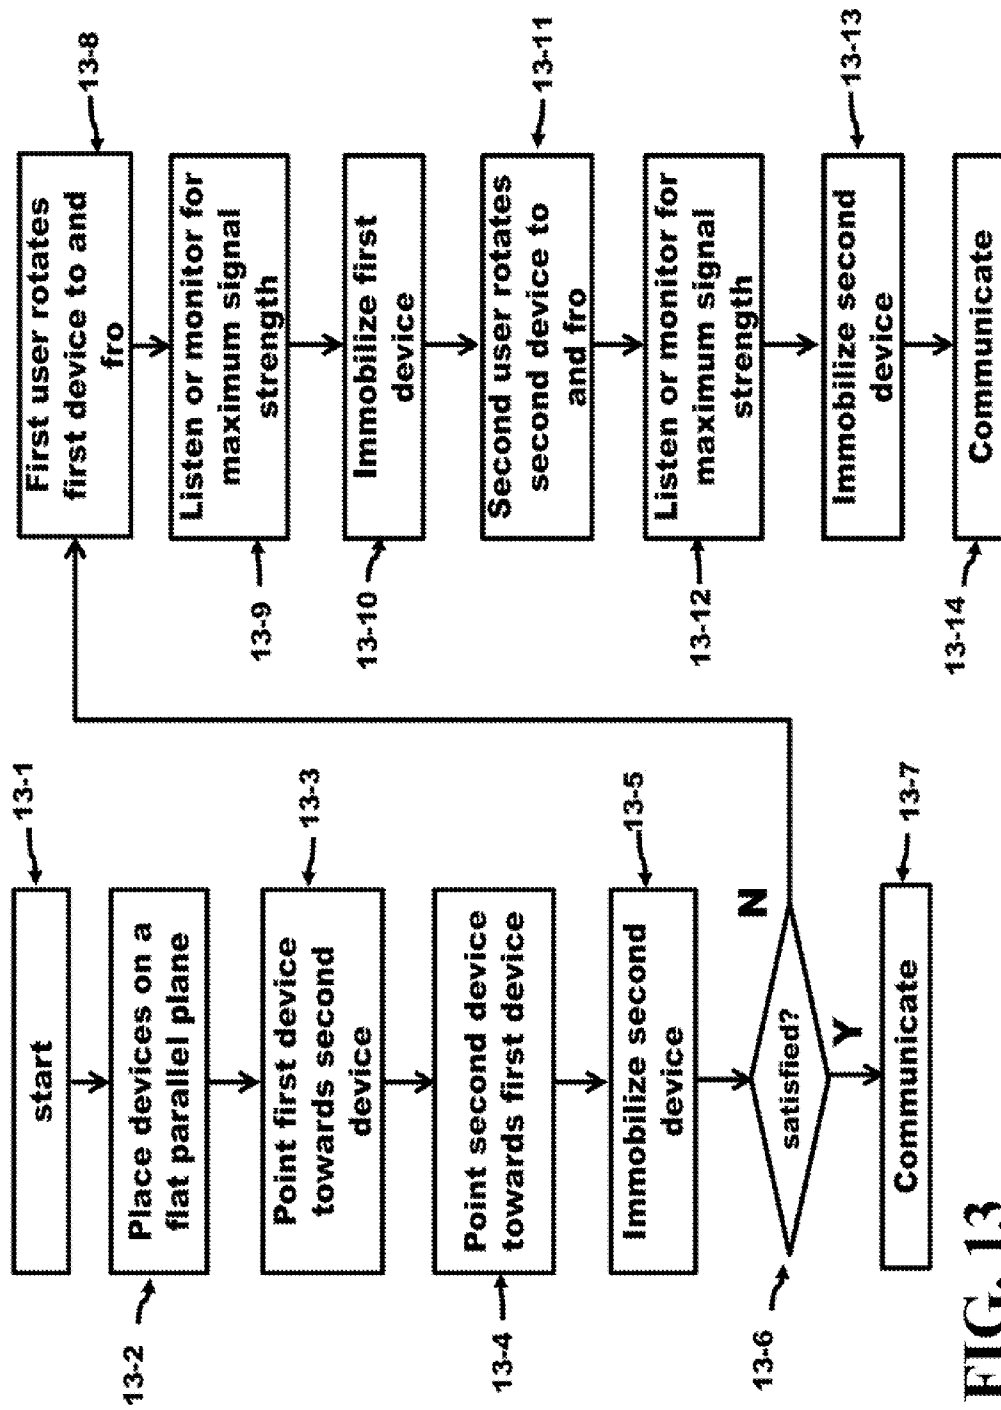 start
13-1
Place devices on a
flat parallel plane
13-2
Point first device
towards second
device
13-3
Point second device
towards first device
13-4
Immobilize second
device
13-5
satisfied?
13-6
N
Y
Communicate
13-7
First user rotates
first device to and
fro
13-8
Listen or monitor for
maximum signal
strength
13-9
Immobilize first
device
13-10
Second user rotates
second device to
and fro
13-11
Listen or monitor for
maximum signal
strength
13-12
Immobilize second
device
13-13
Communicate
13-14
FIG. 13